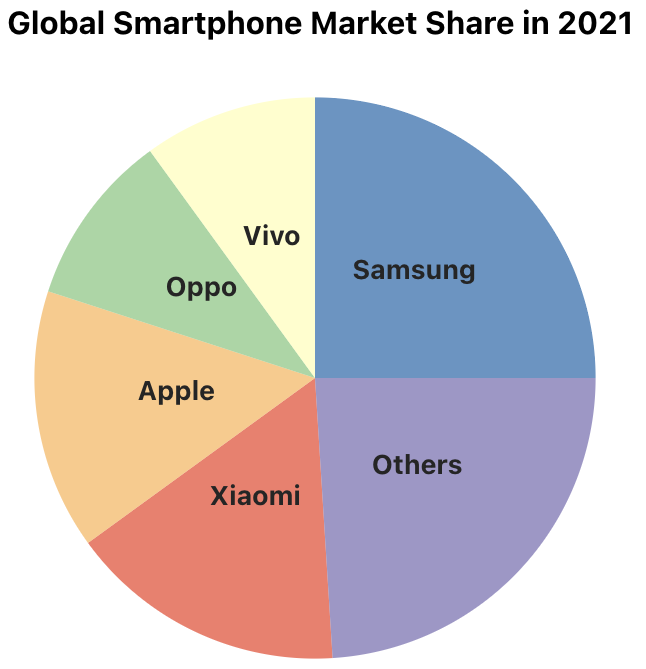 Global Smartphone Market Share in 2021
Vivo
Samsung
Oppo
Apple
Others
Xiaomi